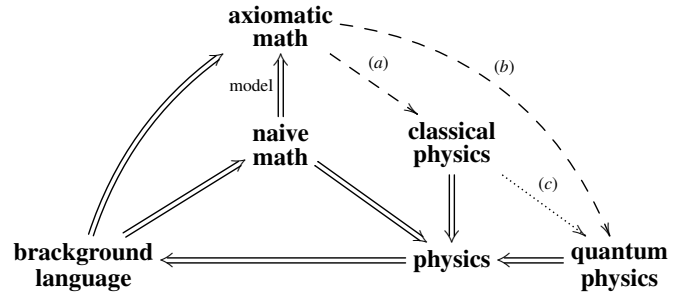 axiomatic
math
(a)
(b)
model
naive
math
classical
physics
(c)
brackground
language
physics
quantum
physics